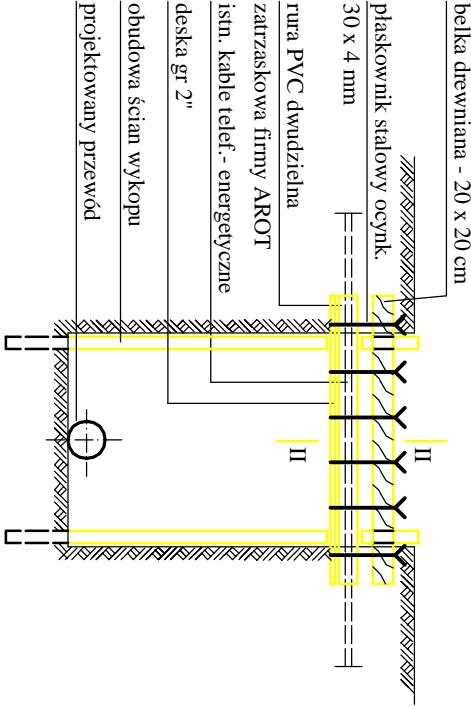 belka drewniana - 20 x 20 cm
płaskownik stalowy ocynk.
30 x 4 mm
rura PVC dwudzielna
zatrzaskowa firmy AROT
istn. kable telef.- energetyczne
deska gr 2"
obudowa ścian wykopu
projektowany przewód
II
II